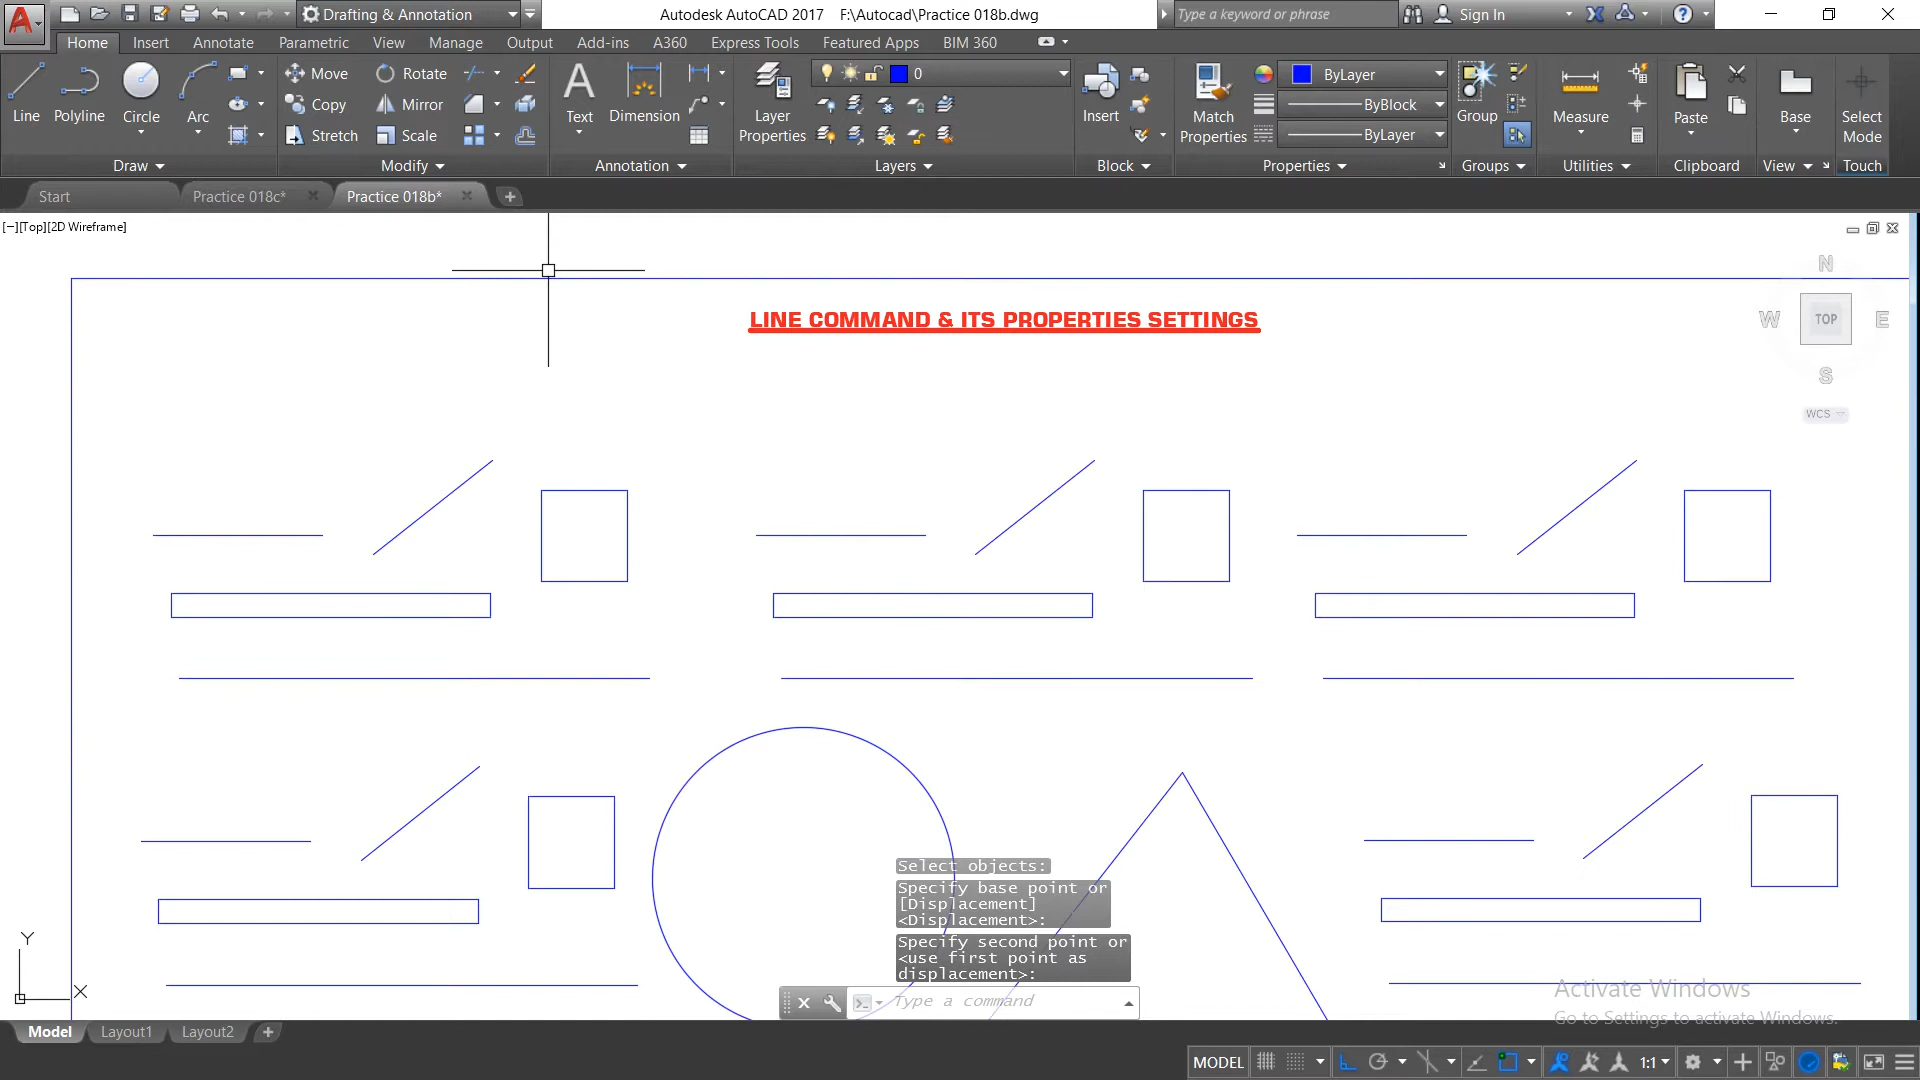 Drafting & Annotation
Autodesk AutoCAD 2017 F:\Autocad\Practice 018b.dwg
Type a keyword or phrase
Sign In
Home Insert Annotate Parametric View Manage Output Add-ins A360 Express Tools Featured Apps BIM 360
Line
Polyline
Circle
Arc
Move
Rotate
Copy
Mirror
Stretch
Scale
Text
Dimension
Layer
Properties
0
Insert
Match
Properties
ByLayer
ByBlock
ByLayer
Group
Measure
Paste
Base
Select
Mode
Draw
Modify
Annotation
Layers
Block
Properties
Groups
Utilities
Clipboard
View
Touch
Start
Practice 018c*
Practice 018b*
[−][Top][2D Wireframe]
LINE COMMAND & ITS PROPERTIES SETTINGS
N
W
TOP
E
S
WCS
Select objects:
Specify base point or
[Displacement]
<Displacement>:
Specify second point or
<use first point as
displacement>:
Type a command
Y
X
Activate Windows
Go to Settings to activate Windows.
Model Layout1 Layout2
MODEL
1:1